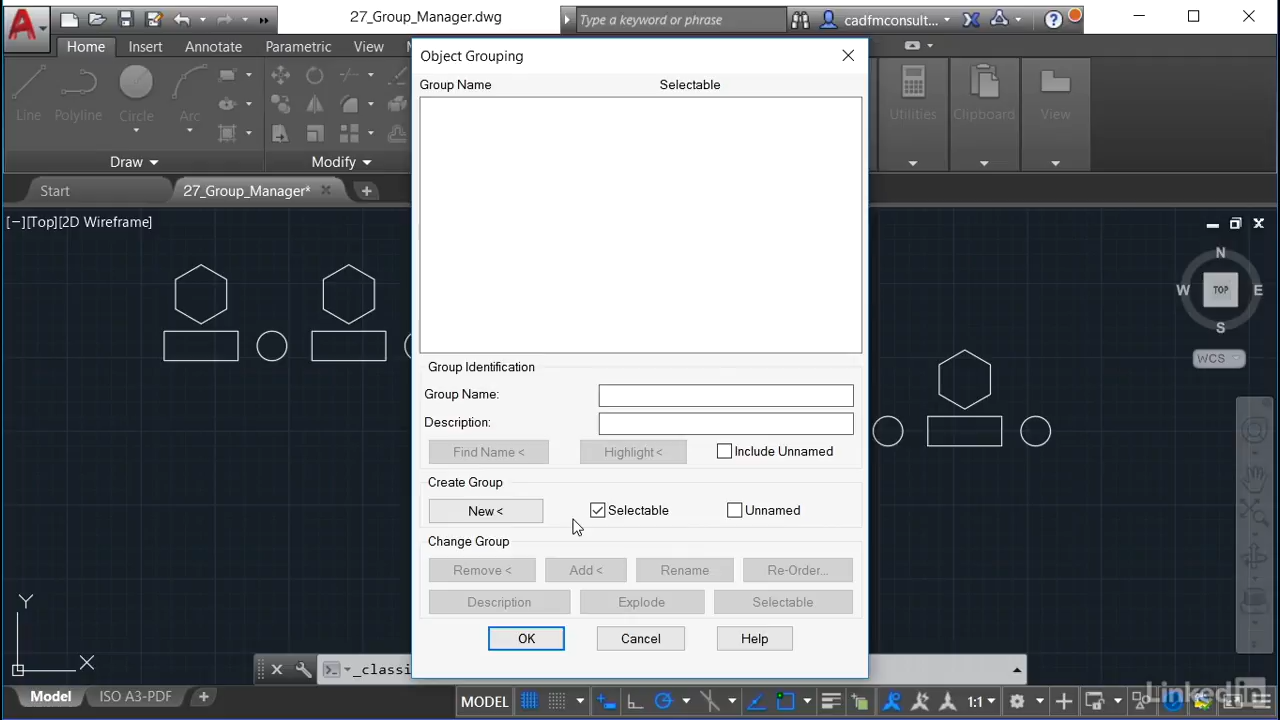 27_Group_Manager.dwg
Type a keyword or phrase
cadfmconsult...
Home Insert Annotate Parametric View
Object Grouping
Group Name Selectable
Line Polyline Circle Arc
Utilities Clipboard View
Draw Modify
Start 27_Group_Manager*
[−][Top][2D Wireframe]
N
W TOP E
S
WCS
Group Identification
Group Name:
Description:
Find Name < Highlight < Include Unnamed
Create Group
New < Selectable Unnamed
Change Group
Remove < Add < Rename Re-Order...
Description Explode Selectable
OK Cancel Help
Y
X
_classi
Model ISO A3-PDF
MODEL 1:1
LinkedIn